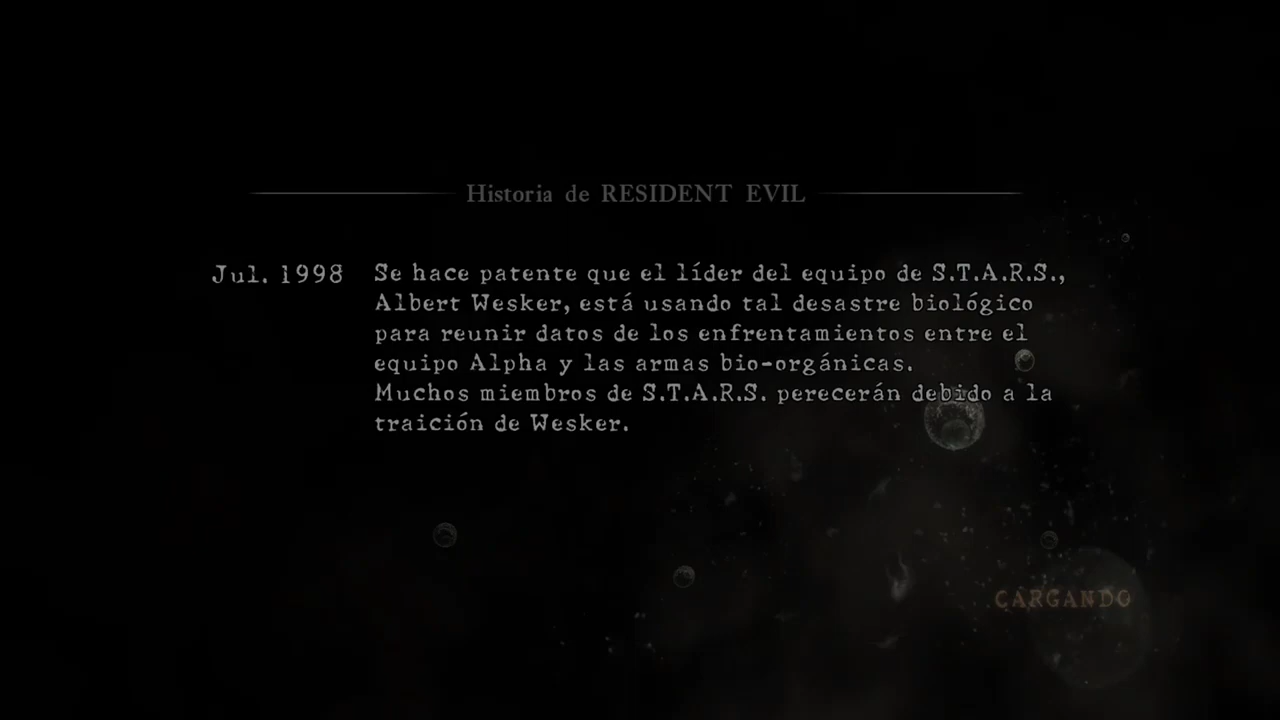 Historia de RESIDENT EVIL
Jul. 1998 Se hace patente que el líder del equipo de S.T.A.R.S.,
Albert Wesker, está usando tal desastre biológico
para reunir datos de los enfrentamientos entre el
equipo Alpha y las armas bio-orgánicas.
Muchos miembros de S.T.A.R.S. perecerán debido a la
traición de Wesker.
CARGANDO